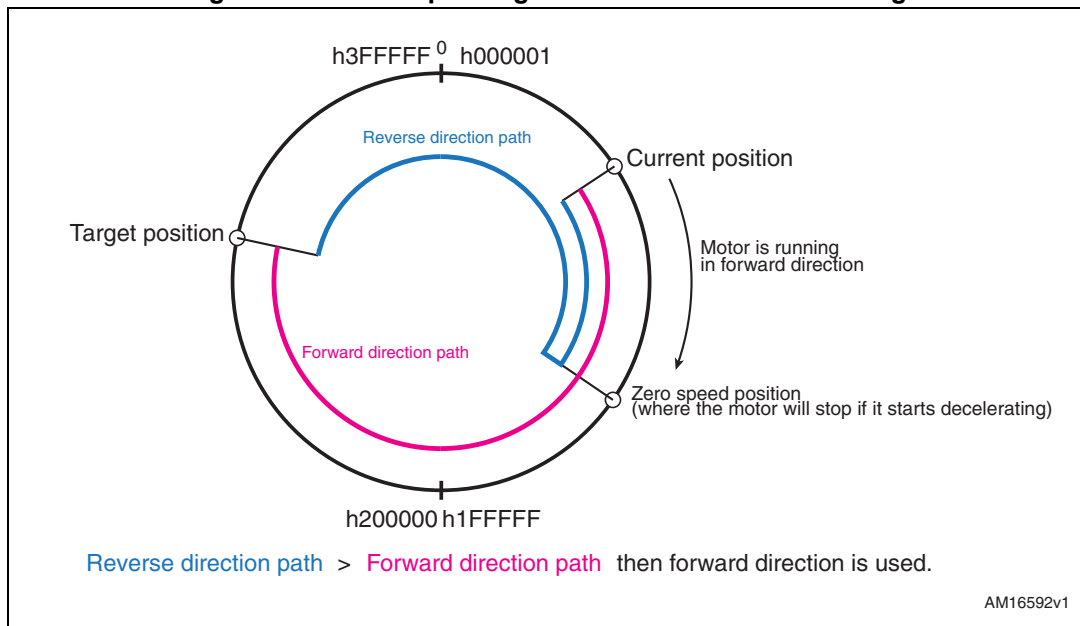 h3FFFFF 0 h000001
Reverse direction path
Current position
Target position
Motor is running
in forward direction
Forward direction path
Zero speed position
(where the motor will stop if it starts decelerating)
h200000 h1FFFFF
Reverse direction path > Forward direction path then forward direction is used.
AM16592v1